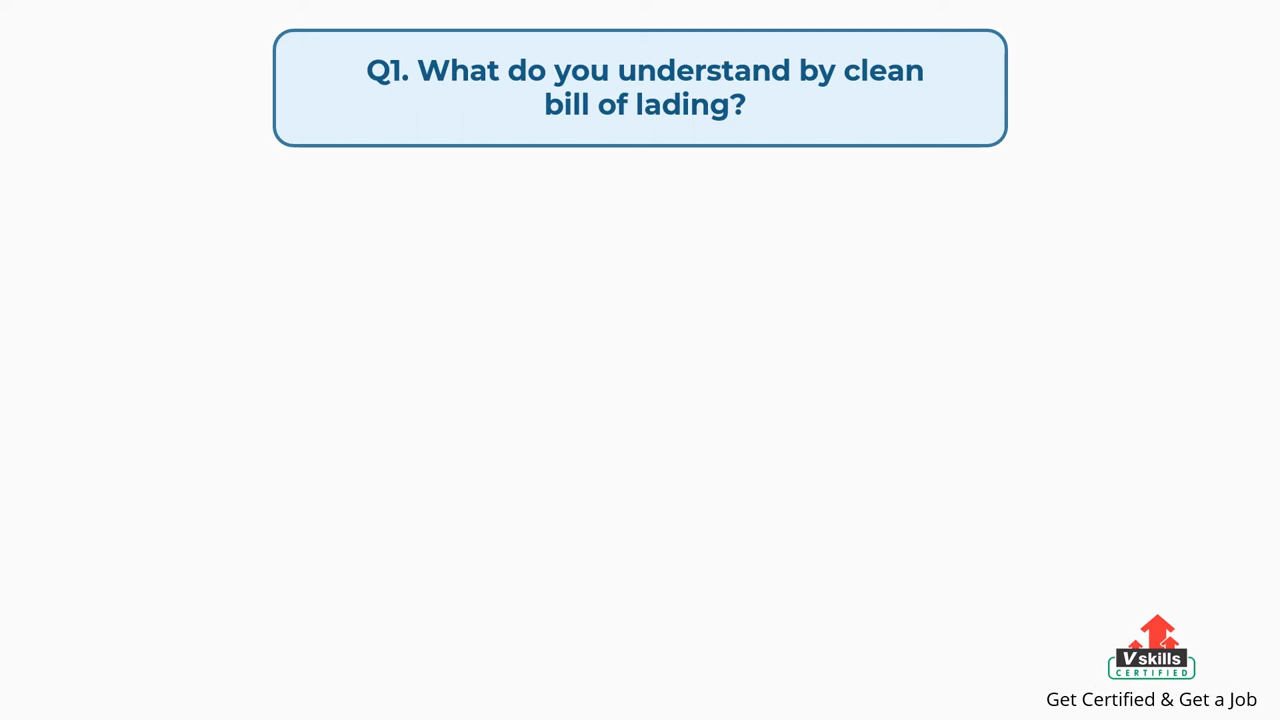 Q1. What do you understand by clean
bill of lading?
Vskills
CERTIFIED
Get Certified & Get a Job